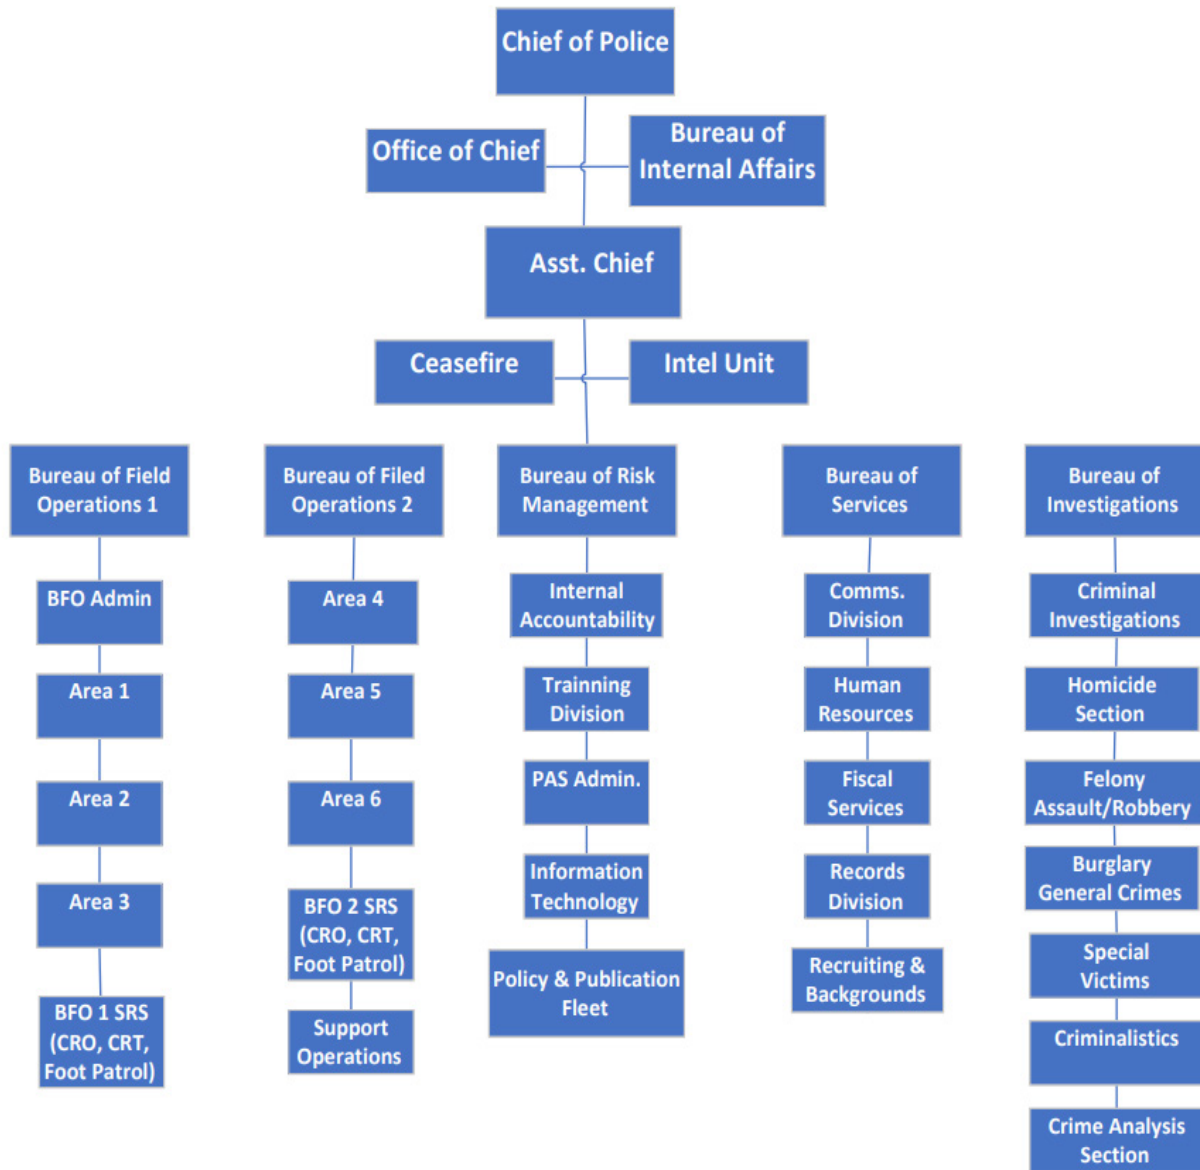 Chief of Police
Office of Chief
Bureau of
Internal Affairs
Asst. Chief
Ceasefire
Intel Unit
Bureau of Field
Operations 1
BFO Admin
Area 1
Area 2
Area 3
BFO 1 SRS
(CRO, CRT,
Foot Patrol)
Bureau of Filed
Operations 2
Area 4
Area 5
Area 6
BFO 2 SRS
(CRO, CRT,
Foot Patrol)
Support
Operations
Bureau of Risk
Management
Internal
Accountability
Trainning
Division
PAS Admin.
Information
Technology
Policy & Publication
Fleet
Bureau of
Services
Comms.
Division
Human
Resources
Fiscal
Services
Records
Division
Recruiting &
Backgrounds
Bureau of
Investigations
Criminal
Investigations
Homicide
Section
Felony
Assault/Robbery
Burglary
General Crimes
Special
Victims
Criminalistics
Crime Analysis
Section